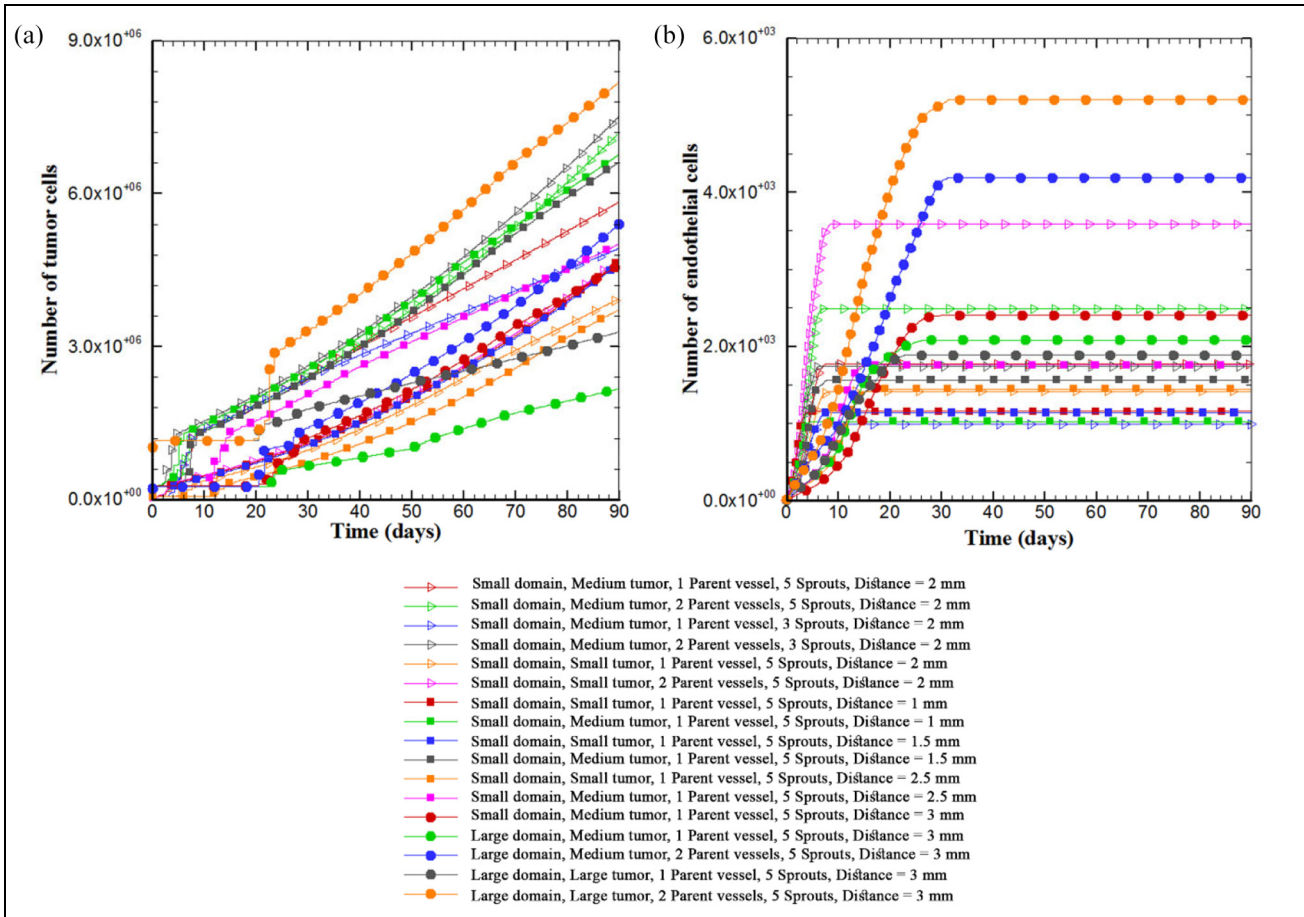 (a)
9.0x10+06
6.0x10+06
3.0x10+06
0.0x10+00
Number of tumor cells
0 10 20 30 40 50 60 70 80 90
Time (days)
(b)
6.0x10+03
4.0x10+03
2.0x10+03
0.0x10+00
Number of endothelial cells
0 10 20 30 40 50 60 70 80 90
Time (days)
Small domain, Medium tumor, 1 Parent vessel, 5 Sprouts, Distance = 2 mm
Small domain, Medium tumor, 2 Parent vessels, 5 Sprouts, Distance = 2 mm
Small domain, Medium tumor, 1 Parent vessel, 3 Sprouts, Distance = 2 mm
Small domain, Medium tumor, 2 Parent vessels, 3 Sprouts, Distance = 2 mm
Small domain, Small tumor, 1 Parent vessel, 5 Sprouts, Distance = 2 mm
Small domain, Small tumor, 2 Parent vessels, 5 Sprouts, Distance = 2 mm
Small domain, Small tumor, 1 Parent vessel, 5 Sprouts, Distance = 1 mm
Small domain, Medium tumor, 1 Parent vessel, 5 Sprouts, Distance = 1 mm
Small domain, Small tumor, 1 Parent vessel, 5 Sprouts, Distance = 1.5 mm
Small domain, Medium tumor, 1 Parent vessel, 5 Sprouts, Distance = 1.5 mm
Small domain, Small tumor, 1 Parent vessel, 5 Sprouts, Distance = 2.5 mm
Small domain, Medium tumor, 1 Parent vessel, 5 Sprouts, Distance = 2.5 mm
Small domain, Medium tumor, 1 Parent vessel, 5 Sprouts, Distance = 3 mm
Large domain, Medium tumor, 1 Parent vessel, 5 Sprouts, Distance = 3 mm
Large domain, Medium tumor, 2 Parent vessels, 5 Sprouts, Distance = 3 mm
Large domain, Large tumor, 1 Parent vessel, 5 Sprouts, Distance = 3 mm
Large domain, Large tumor, 2 Parent vessels, 5 Sprouts, Distance = 3 mm